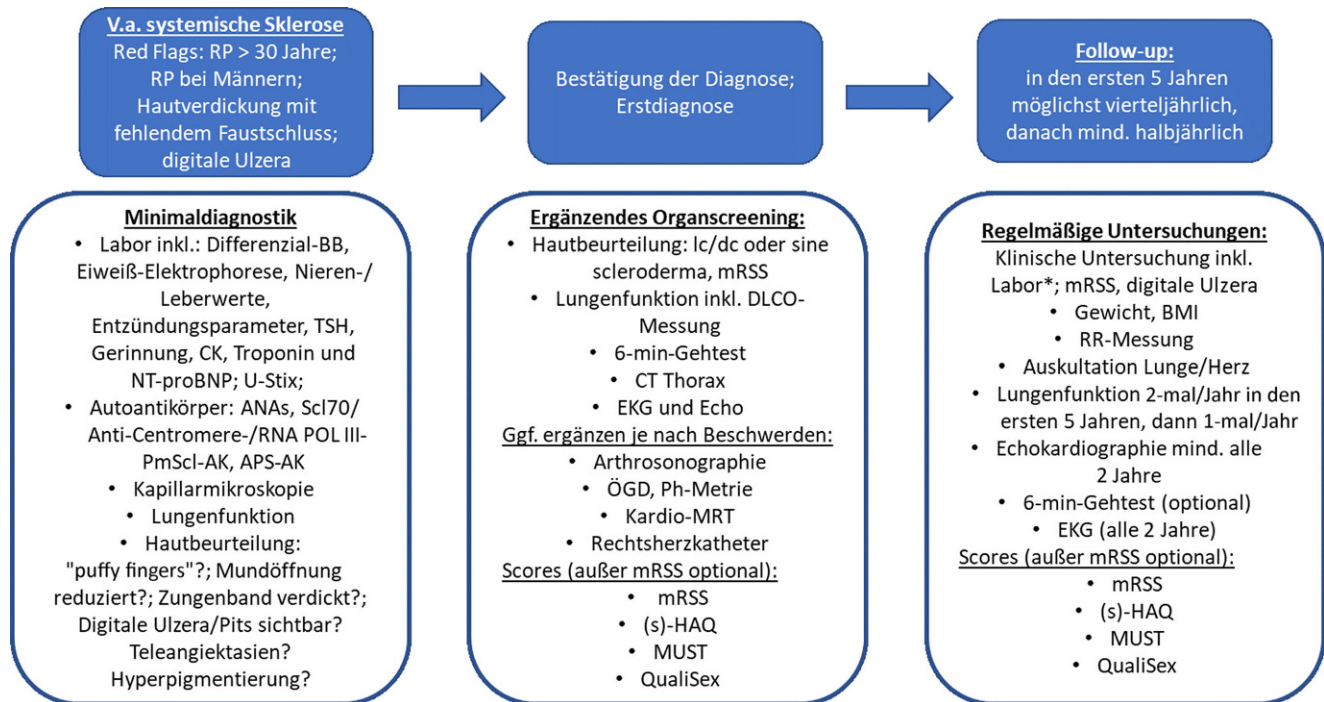 V.a. systemische Sklerose
Red Flags: RP > 30 Jahre;
RP bei Männern;
Hautverdickung mit
fehlendem Faustschluss;
digitale Ulzera
Bestätigung der Diagnose;
Erstdiagnose
Follow-up:
in den ersten 5 Jahren
möglichst vierteljährlich,
danach mind. halbjährlich
Minimaldiagnostik
• Labor inkl.: Differenzial-BB,
Eiweiß-Elektrophorese, Nieren-/
Leberwerte,
Entzündungsparameter, TSH,
Gerinnung, CK, Troponin und
NT-proBNP; U-Stix;
• Autoantikörper: ANAs, Scl70/
Anti-Centromere-/RNA POL III-
PmScl-AK, APS-AK
• Kapillarmikroskopie
• Lungenfunktion
• Hautbeurteilung:
"puffy fingers"?; Mundöffnung
reduziert?; Zungenband verdickt?;
Digitale Ulzera/Pits sichtbar?
Teleangiektasien?
Hyperpigmentierung?
Ergänzendes Organscreening:
• Hautbeurteilung: lc/dc oder sine
scleroderma, mRSS
• Lungenfunktion inkl. DLCO-
Messung
• 6-min-Gehtest
• CT Thorax
• EKG und Echo
Ggf. ergänzen je nach Beschwerden:
• Arthrosonographie
• ÖGD, Ph-Metrie
• Kardio-MRT
• Rechtsherzkatheter
Scores (außer mRSS optional):
• mRSS
• (s)-HAQ
• MUST
• QualiSex
Regelmäßige Untersuchungen:
Klinische Untersuchung inkl.
Labor*; mRSS, digitale Ulzera
• Gewicht, BMI
• RR-Messung
• Auskultation Lunge/Herz
• Lungenfunktion 2-mal/Jahr in den
ersten 5 Jahren, dann 1-mal/Jahr
• Echokardiographie mind. alle
2 Jahre
• 6-min-Gehtest (optional)
• EKG (alle 2 Jahre)
Scores (außer mRSS optional):
• mRSS
• (s)-HAQ
• MUST
• QualiSex